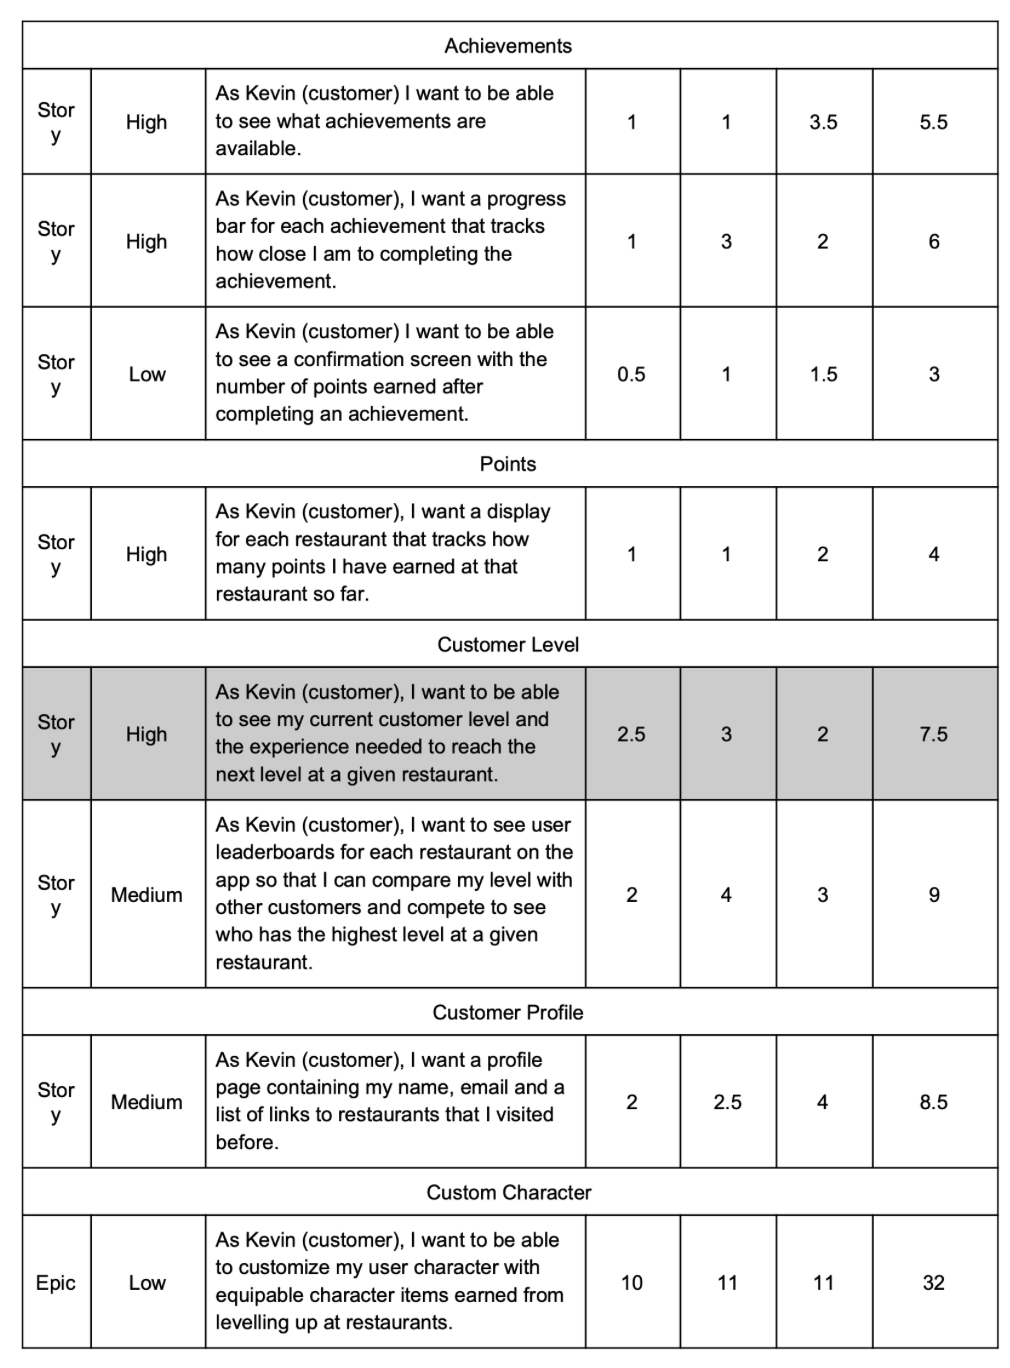 Achievements
Stor
y
High
As Kevin (customer) I want to be able
to see what achievements are
available.
1
1
3.5
5.5
Stor
y
High
As Kevin (customer), I want a progress
bar for each achievement that tracks
how close I am to completing the
achievement.
1
3
2
6
Stor
y
Low
As Kevin (customer) I want to be able
to see a confirmation screen with the
number of points earned after
completing an achievement.
0.5
1
1.5
3
Points
Stor
y
High
As Kevin (customer), I want a display
for each restaurant that tracks how
many points I have earned at that
restaurant so far.
1
1
2
4
Customer Level
Stor
y
High
As Kevin (customer), I want to be able
to see my current customer level and
the experience needed to reach the
next level at a given restaurant.
2.5
3
2
7.5
Stor
y
Medium
As Kevin (customer), I want to see user
leaderboards for each restaurant on the
app so that I can compare my level with
other customers and compete to see
who has the highest level at a given
restaurant.
2
4
3
9
Customer Profile
Stor
y
Medium
As Kevin (customer), I want a profile
page containing my name, email and a
list of links to restaurants that I visited
before.
2
2.5
4
8.5
Custom Character
Epic
Low
As Kevin (customer), I want to be able
to customize my user character with
equipable character items earned from
levelling up at restaurants.
10
11
11
32